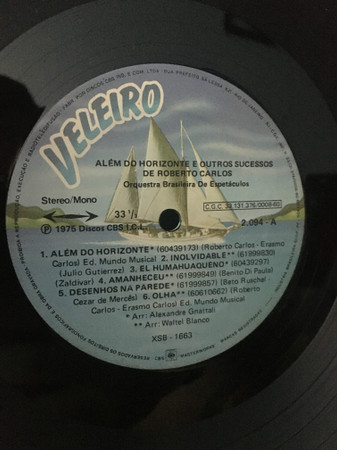 VELEIRO
ALÉM DO HORIZONTE E OUTROS SUCESSOS
DE ROBERTO CARLOS
Orquestra Brasileira De Espetáculos
Stereo/Mono
33 1/3
C.G.C. 33.131.376-0006-60
Ⓟ 1975 Discos CBS I.C.L.
2.094 - A
1. ALÉM DO HORIZONTE* (60439173) (Roberto Carlos - Erasmo
Carlos) Ed. Mundo Musical 2. INOLVIDABLE** (61999830)
(Julio Gutierrez) 3. EL HUMAHUAQUENO* (60439297)
(Zaldivar) 4. AMANHECEU** (61999849) (Benito Di Paula)
5. DESENHOS NA PAREDE* (61999857) (Beto Ruschel -
Cezar de Mercês) 6. OLHA** (60610662) (Roberto
Carlos - Erasmo Carlos) Ed. Mundo Musical
* Arr: Alexandre Gnattali
** Arr: Waltel Blanco
XSB - 1663